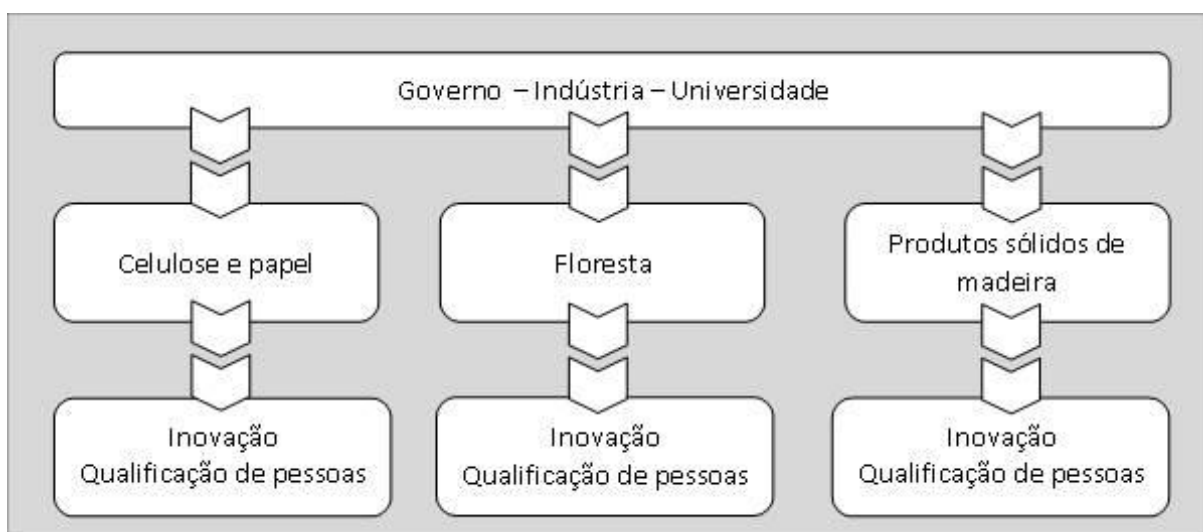 Governo – Indústria – Universidade
Celulose e papel
Floresta
Produtos sólidos de
madeira
Inovação
Qualificação de pessoas
Inovação
Qualificação de pessoas
Inovação
Qualificação de pessoas